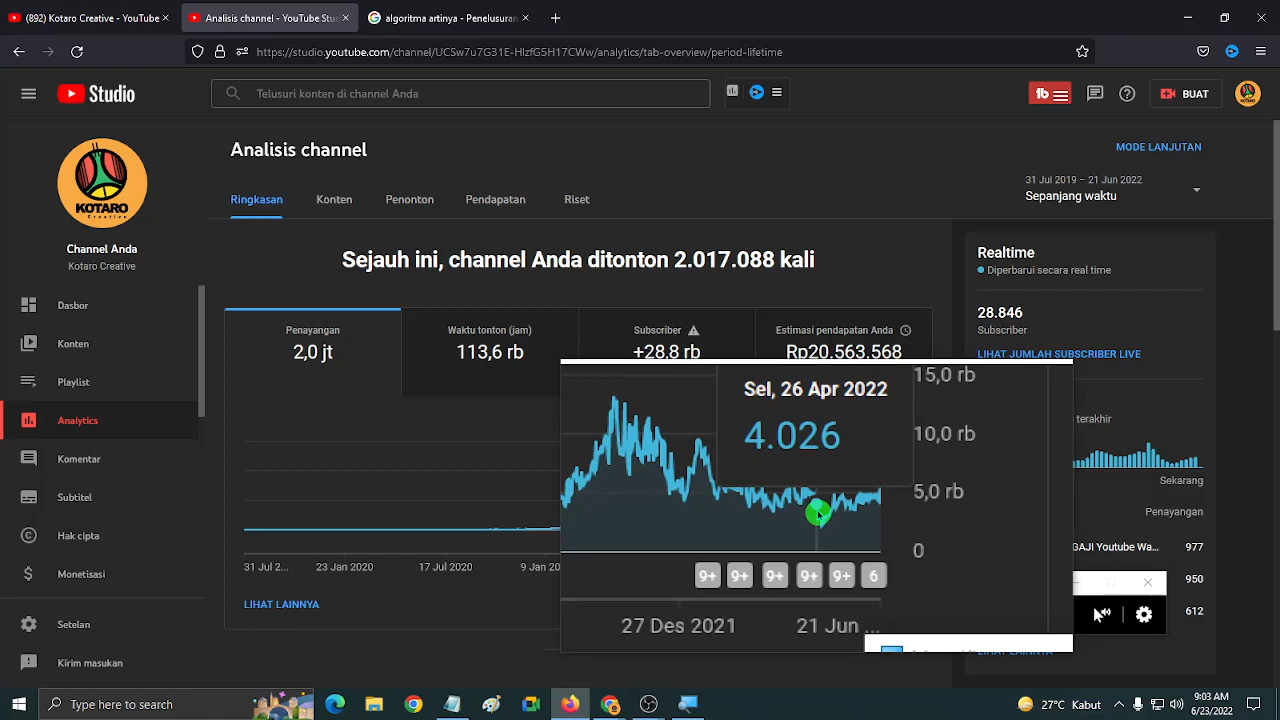 (892) Kotaro Creative - YouTube
Analisis channel - YouTube Stu
algoritma anda a - Penelusuran
https://studio.youtube.com/channel/UCSw7u7G31E-HIzfG5H17CWw/analytics/tab-overview/period-lifetime
Studio
Telusuri konten di channel Anda
BUAT
KOTARO
Creative
Channel Anda
Kotaro Creative
Dasbor
Konten
Playlist
Analytics
Komentar
Subtitel
Hak cipta
Monetisasi
Setelan
Kirim masukan
Analisis channel
MODE LANJUTAN
Ringkasan
Konten
Penonton
Pendapatan
Riset
31 Jul 2019 – 21 Jun 2022
Sepanjang waktu
Sejauh ini, channel Anda ditonton 2.017.088 kali
Penayangan
2,0 jt
Waktu tonton (jam)
113,6 rb
Subscriber
+28,8 rb
Estimasi pendapatan Anda
Rp20.563.568
31 Jul 2...
23 Jan 2020
17 Jul 2020
9 Jan 20
LIHAT LAINNYA
Sel, 26 Apr 2022
4.026
15,0 rb
10,0 rb
5,0 rb
0
9+
9+
9+
9+
9+
6
27 Des 2021
21 Jun ...
Realtime
Diperbarui secara real time
28.846
Subscriber
LIHAT JUMLAH SUBSCRIBER LIVE
terakhir
Sekarang
Penayangan
GAJI Youtube Wa...
977
950
612
Type here to search
27°C Kabut
9:03 AM
6/23/2022